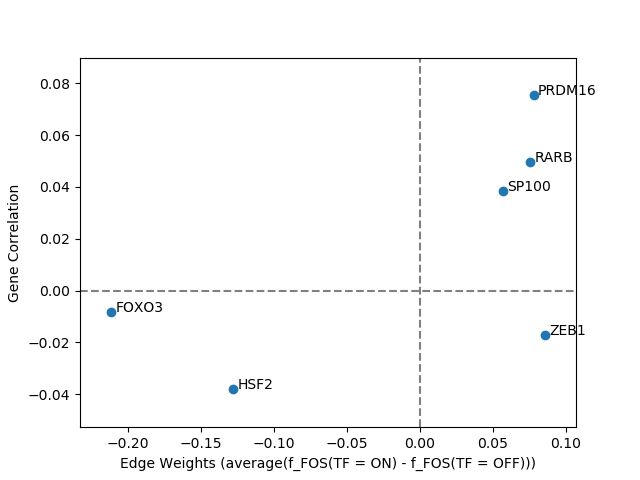 PRDM16
RARB
SP100
FOXO3
ZEB1
HSF2
0.08
0.06
0.04
0.02
0.00
−0.02
−0.04
Gene Correlation
−0.20 −0.15 −0.10 −0.05 0.00 0.05 0.10
Edge Weights (average(f_FOS(TF = ON) - f_FOS(TF = OFF)))